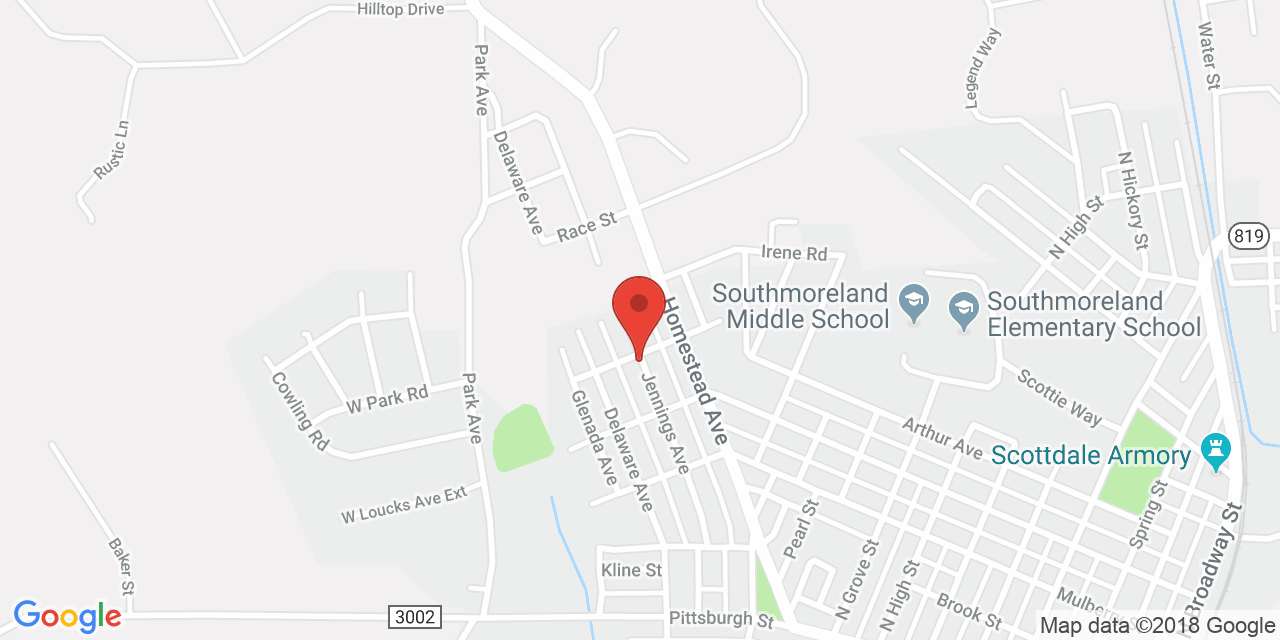 Hilltop Drive
Park Ave
Legend Way
Water St
Rustic Ln
Delaware Ave
N Hickory St
Race St
N High St
819
Irene Rd
Southmoreland
Middle School
Southmoreland
Elementary School
Homestead Ave
Cowling Rd
W Park Rd
Park Ave
Glenada Ave
Delaware Ave
Jennings Ave
Scottie Way
Arthur Ave
Scottdale Armory
W Loucks Ave Ext
Spring St
Pearl St
Broadway St
Baker St
Kline St
N Grove St
N High St
Brook St
Google
3002
Pittsburgh St
Map data ©2018 Google